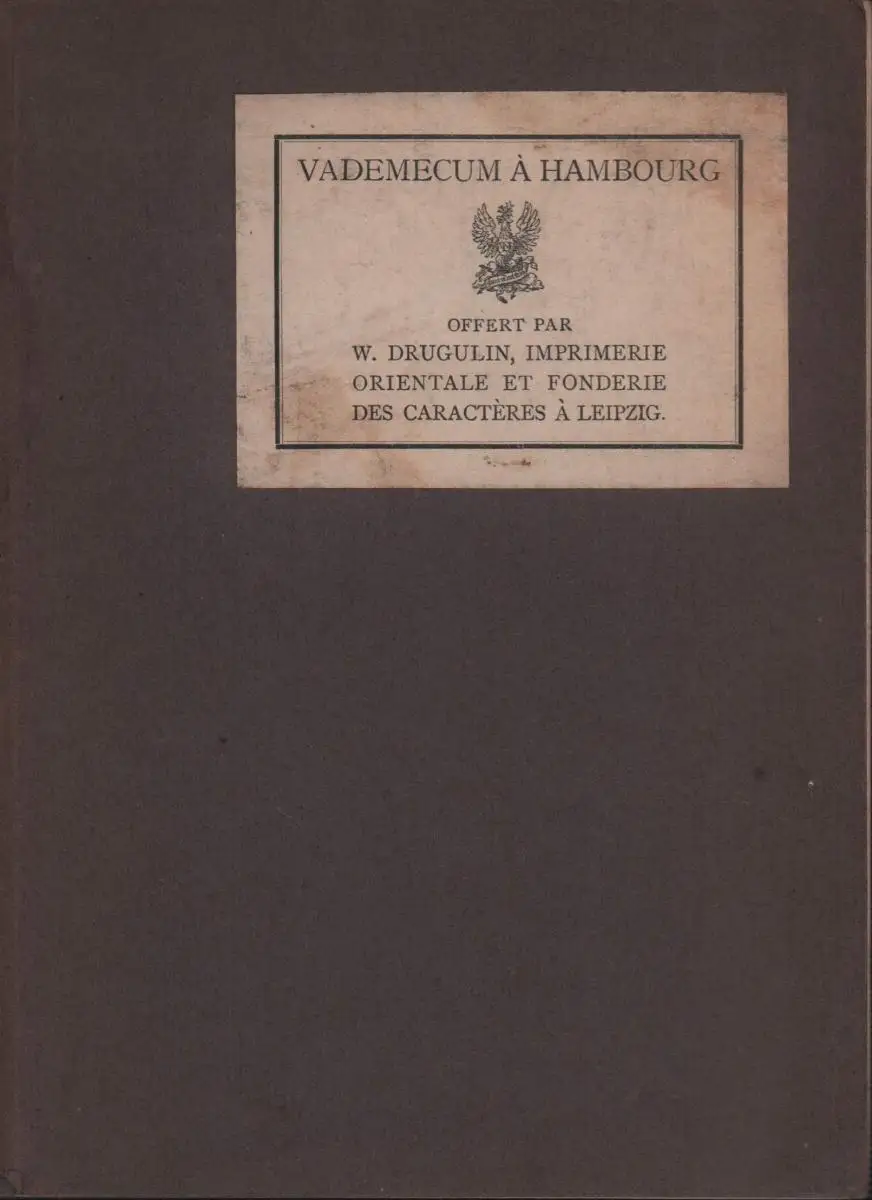 VADEMECUM À HAMBOURG
OFFERT PAR
W. DRUGULIN, IMPRIMERIE
ORIENTALE ET FONDERIE
DES CARACTÈRES À LEIPZIG.